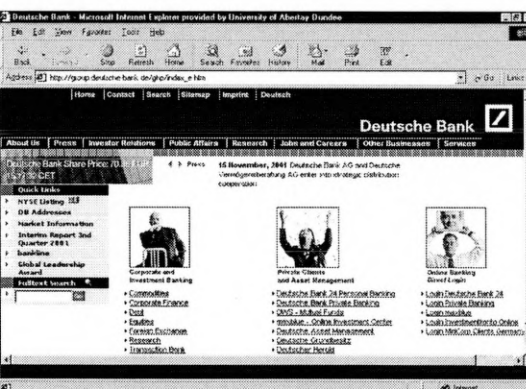 Deutsche Bank - Microsoft Internet Explorer provided by University of Abertay Dundee
File Edit View Favorites Tools Help
Back Stop Refresh Home Search Favorites History Mail Print Edit
Address http://group.deutsche-bank.de/ghp/index_e.htm Go Links
Home Contact Search Sitemap Imprint Deutsch
Deutsche Bank
About Us Press Investor Relations Public Affairs Research Jobs and Careers Other Businesses Services
Deutsche Bank Share Price:
CET
Press
15 November, 2001 Deutsche Bank AG and Deutsche
Vermögensberatung AG enter into strategic distribution
cooperation
Quick Links
NYSE Listing
DB Addresses
Market Information
Interim Report 3rd
Quarter 2001
bankline
Global Leadership
Award
Fulltext Search
Corporate and
Investment Banking
Commodities
Corporate Finance
Debt
Equities
Foreign Exchange
Research
Transaction Bank
Private Clients
and Asset Management
Deutsche Bank 24 Personal Banking
Deutsche Bank Private Banking
DWS - Mutual Funds
maxblue - Online Investment Center
Deutsche Asset Management
Deutsche Grundbesitz
Deutscher Herold
Online Banking
Direct Login
Login Deutsche Bank 24
Login Private Banking
Login maxblue
Login Investmentkonto Online
Login MidCorp Clients Germany
Internet